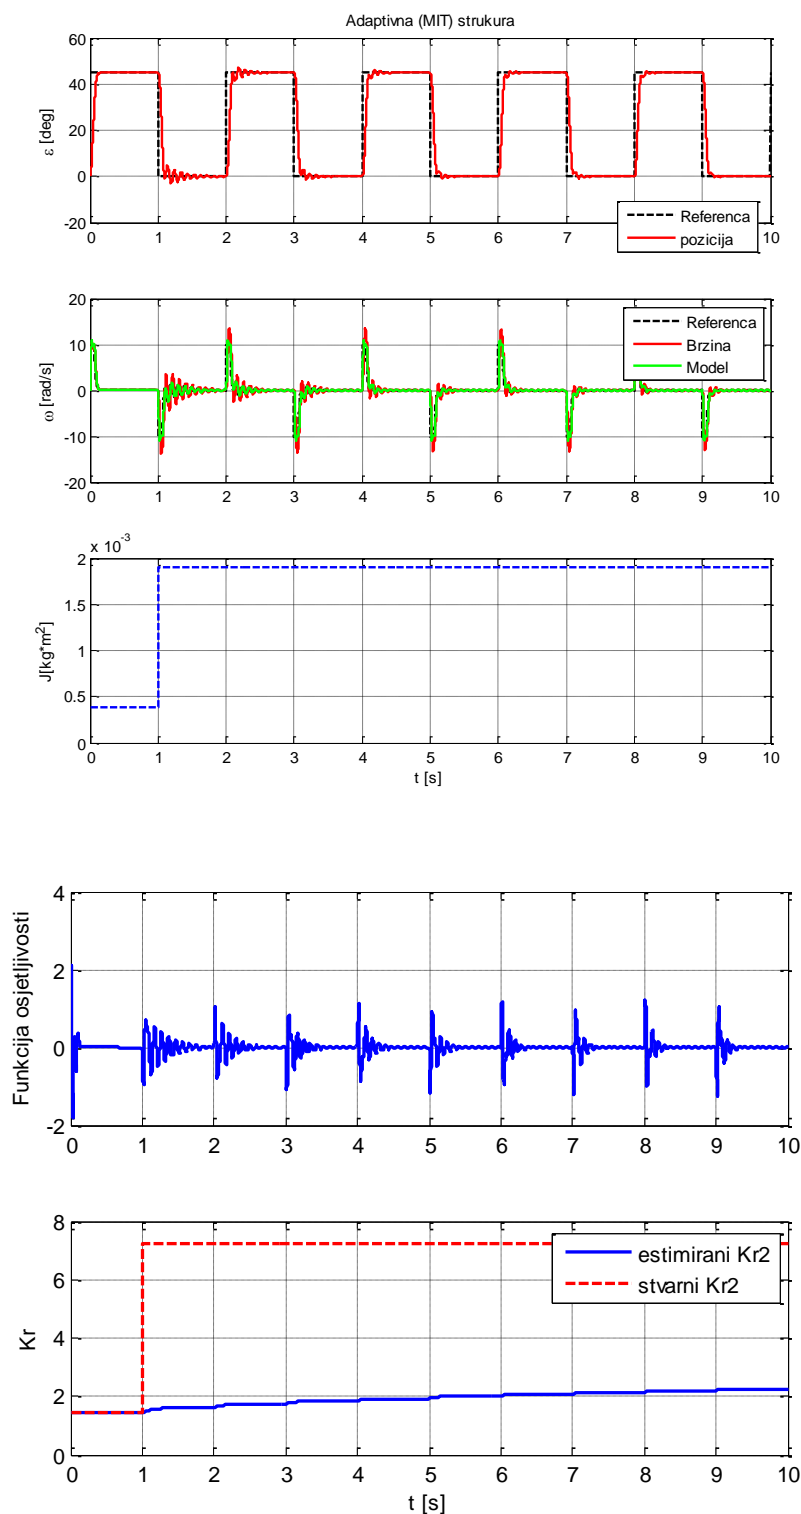 Adaptivna (MIT) strukura
60
40
20
0
-20
ε [deg]
0 1 2 3 4 5 6 7 10
Referenca
pozicija
20
10
0
-10
-20
ω [rad/s]
0 1 2 3 4 5 6 7 8 9 10
Referenca
Brzina
Model
x 10^-3
2
1.5
1
0.5
0
J[kg*m²]
0 1 2 3 4 5 6 7 8 9 10
t [s]
4
2
0
-2
Funkcija osjetljivosti
0 1 2 3 4 5 6 7 8 9 10
8
6
4
2
0
Kr
estimirani Kr2
stvarni Kr2
0 1 2 3 4 5 6 7 8 9 10
t [s]